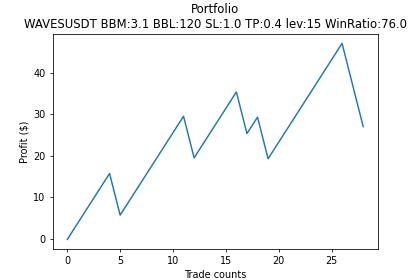 Portfolio
WAVESUSDT BBM:3.1 BBL:120 SL:1.0 TP:0.4 lev:15 WinRatio:76.0
40
30
20
10
0
Profit ($)
0 5 10 15 20 25
Trade counts